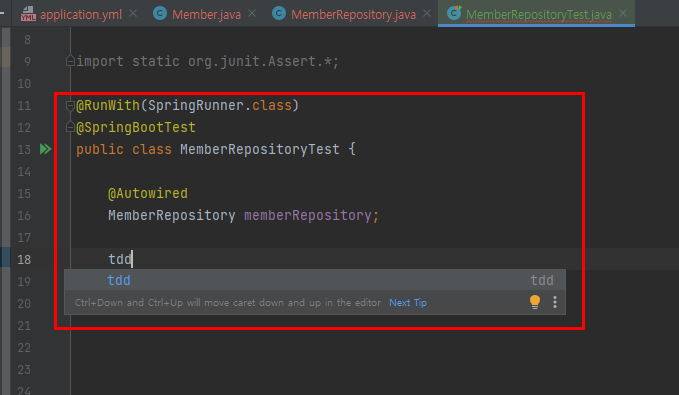 YML application.yml × C Member.java × C MemberRepository.java × C MemberRepositoryTest.java ×
8
9 import static org.junit.Assert.*;
10
11 @RunWith(SpringRunner.class)
12 @SpringBootTest
13 public class MemberRepositoryTest {
14
15 @Autowired
16 MemberRepository memberRepository;
17
18 tdd
19 tdd tdd
20 Ctrl+Down and Ctrl+Up will move caret down and up in the editor Next Tip
21
22
23
24